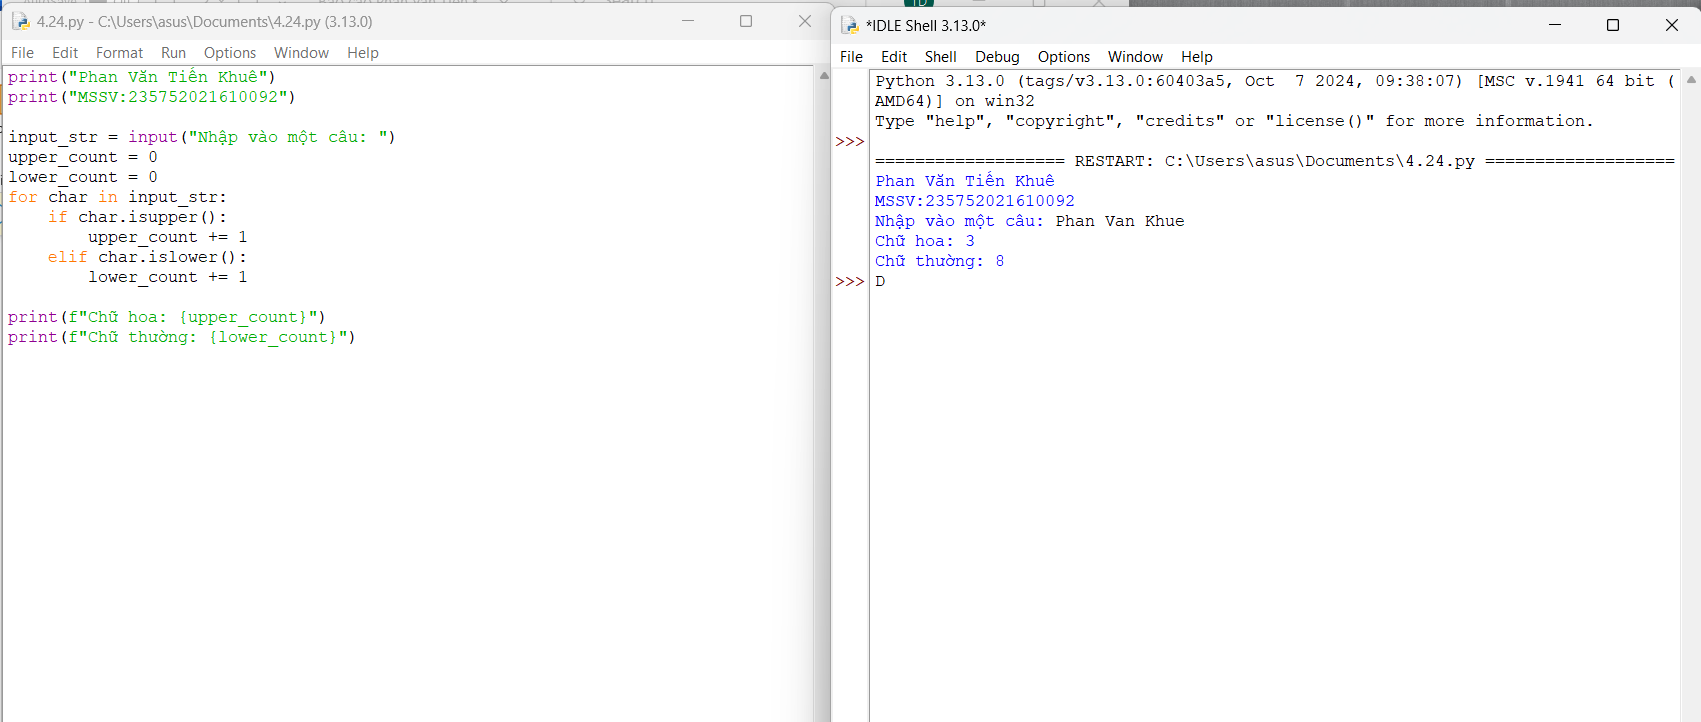 4.24.py - C:\Users\asus\Documents\4.24.py (3.13.0)
File Edit Format Run Options Window Help
print("Phan Văn Tiến Khuê")
print("MSSV:235752021610092")
input_str = input("Nhập vào một câu: ")
upper_count = 0
lower_count = 0
for char in input_str:
    if char.isupper():
        upper_count += 1
    elif char.islower():
        lower_count += 1
print(f"Chữ hoa: {upper_count}")
print(f"Chữ thường: {lower_count}")
*IDLE Shell 3.13.0*
File Edit Shell Debug Options Window Help
Python 3.13.0 (tags/v3.13.0:60403a5, Oct  7 2024, 09:38:07) [MSC v.1941 64 bit (
AMD64)] on win32
Type "help", "copyright", "credits" or "license()" for more information.
>>>
=================== RESTART: C:\Users\asus\Documents\4.24.py ===================
Phan Văn Tiến Khuê
MSSV:235752021610092
Nhập vào một câu: Phan Van Khue
Chữ hoa: 3
Chữ thường: 8
>>> D